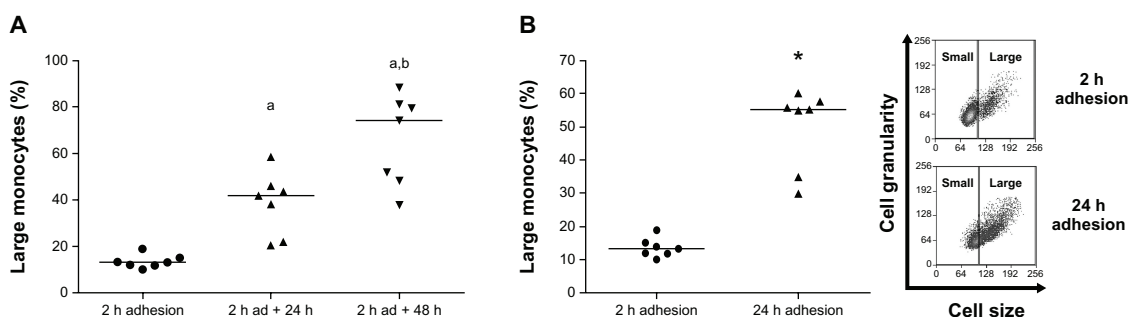 A
Large monocytes (%)
100
80
60
40
20
0
a
a,b
2 h adhesion 2 h ad + 24 h 2 h ad + 48 h
B
Large monocytes (%)
70
60
50
40
30
20
10
0
*
2 h adhesion 24 h adhesion
Cell granularity
256
192
128
64
0
Small Large
0 64 128 192 256
2 h
adhesion
256
192
128
64
0
Small Large
0 64 128 192 256
24 h
adhesion
Cell size